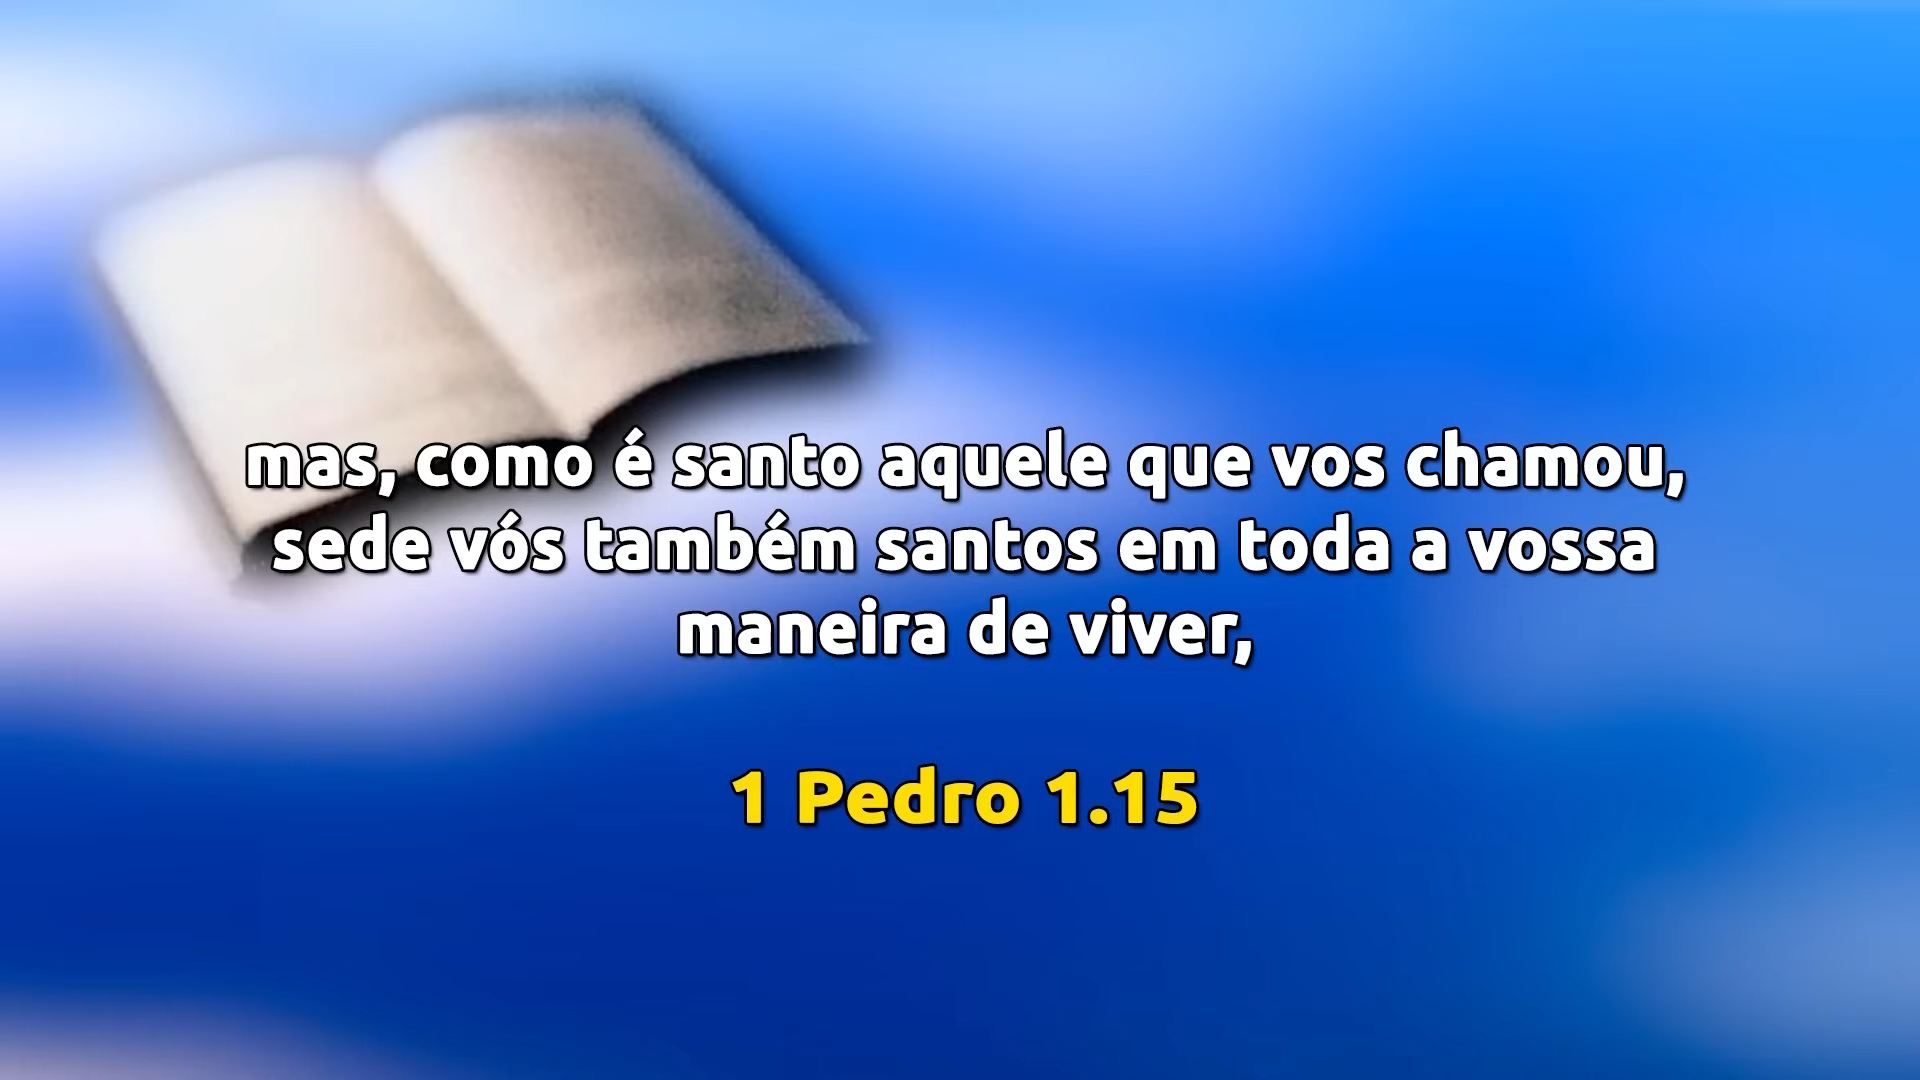 mas, como é santo aquele que vos chamou,
sede vós também santos em toda a vossa
maneira de viver,
1 Pedro 1.15